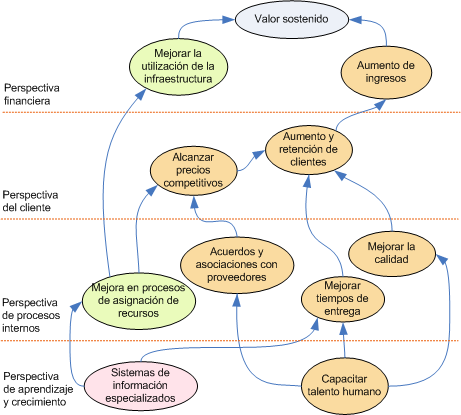 Valor sostenido
Mejorar la
utilización de la
infraestructura
Aumento de
ingresos
Perspectiva
financiera
Aumento y
retención de
clientes
Alcanzar
precios
competitivos
Perspectiva
del cliente
Acuerdos y
asociaciones con
proveedores
Mejorar la
calidad
Mejora en procesos
de asignación de
recursos
Mejorar
tiempos de
entrega
Perspectiva
de procesos
internos
Sistemas de
información
especializados
Capacitar
talento humano
Perspectiva
de aprendizaje
y crecimiento